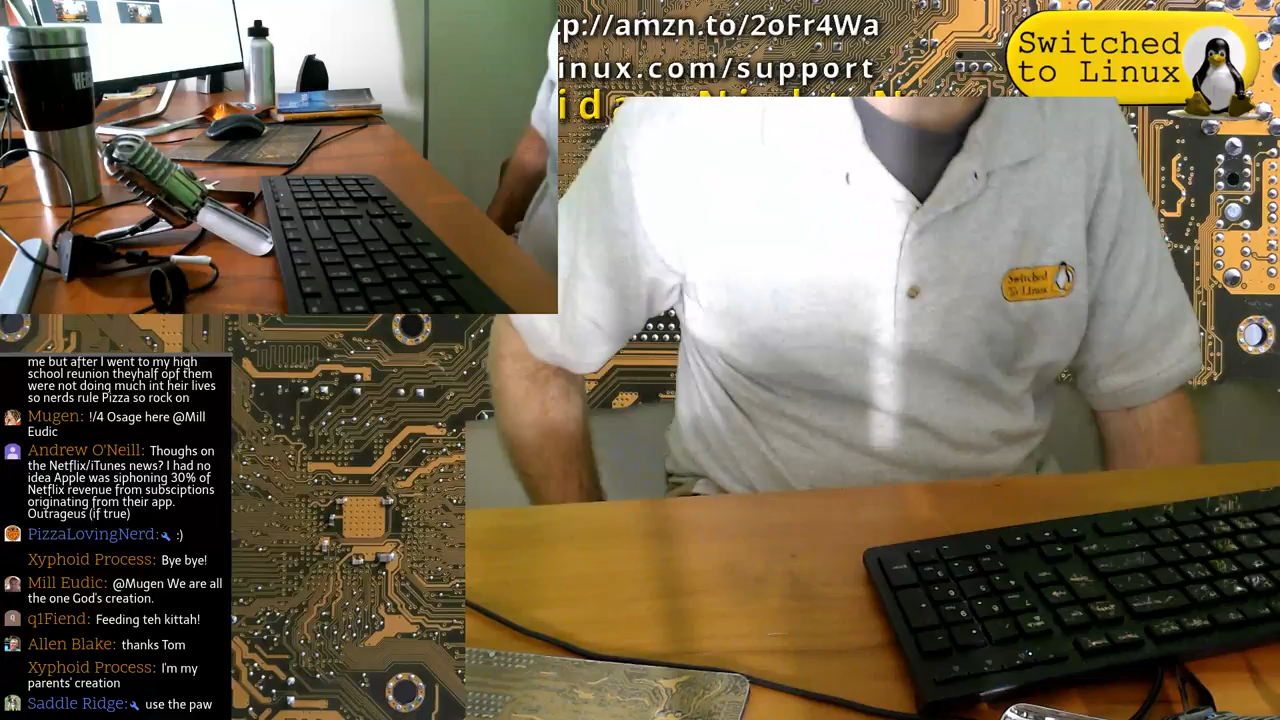 tp://amzn.to/2oFr4Wa
inux.com/support
Switched
to Linux
Switched
To Linux
me but after I went to my high
school reunion theyhalf opf them
were not doing much int heir lives
so nerds rule Pizza so rock on
Mugen: !/4 Osage here @Mill
Eudic
Andrew O'Neill: Thoughs on
the Netflix/iTunes news? I had no
idea Apple was siphoning 30% of
Netflix revenue from subsciptions
originating from their app.
Outrageus (if true)
PizzaLovingNerd: :)
Xyphoid Process: Bye bye!
Mill Eudic: @Mugen We are all
the one God's creation.
q1Fiend: Feeding teh kittah!
Allen Blake: thanks Tom
Xyphoid Process: I'm my
parents' creation
Saddle Ridge: use the paw